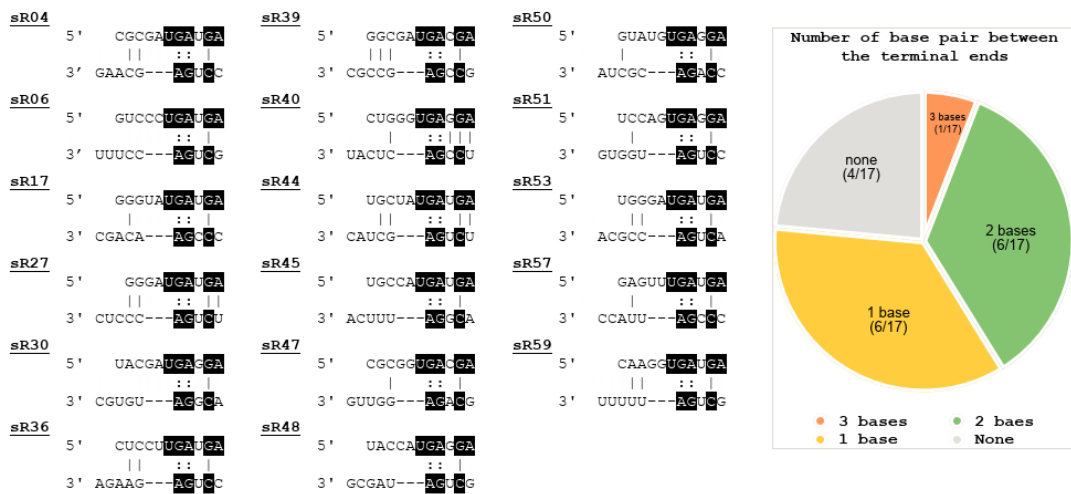 sR04
5' CGCGAUGAUGA
|| :: |
3' GAACG---AGUCC
sR06
5' GUCCCUGAUGA
:: |
3' UUUCC---AGUCG
sR17
5' GGGUAUGAUGA
| :: |
3' CGACA---AGCCC
sR27
5' GGGAUGAUGA
|| :: ||
3' CUCCC---AGUCU
sR30
5' UACGAUGAGGA
:: |
3' CGUGU---AGGCA
sR36
5' CUCCUUGAUGA
|| :: |
3' AGAAG---AGUCC
sR39
5' GGCGAUGACGA
||| :: |
3' CGCCG---AGCCG
sR40
5' CUGGGUGAGGA
| ::|||
3' UACUC---AGCCU
sR44
5' UGCUAUGAUGA
|| :: ||
3' CAUCG---AGUCU
sR45
5' UGCCAUGAUGA
:: |
3' ACUUU---AGGCA
sR47
5' CGCGGUGACGA
| :: |
3' GUUGG---AGACG
sR48
5' UACCAUGAGGA
:: |
3' GCGAU---AGUCG
sR50
5' GUAUGUGAGGA
| :: |
3' AUCGC---AGACC
sR51
5' UCCAGUGAGGA
| :: |
3' GUGGU---AGUCC
sR53
5' UGGGAUGAUGA
|| :: |
3' ACGCC---AGUCA
sR57
5' GAGUUUGAUGA
| :: |
3' CCAUU---AGCCC
sR59
5' CAAGGUGAUGA
|| :: |
3' UUUUU---AGUCG
Number of base pair between
the terminal ends
3 bases
(1/17)
none
(4/17)
2 bases
(6/17)
1 base
(6/17)
3 bases
2 baes
1 base
None